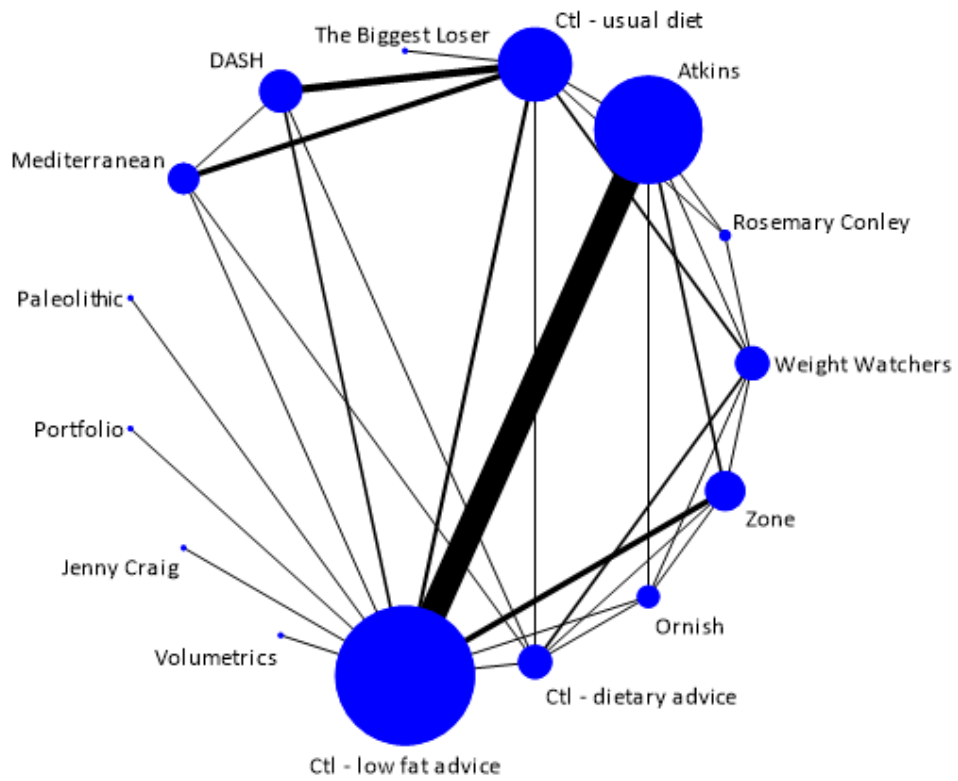 Ctl - usual diet
The Biggest Loser
DASH
Atkins
Mediterranean
Rosemary Conley
Paleolithic
Weight Watchers
Portfolio
Zone
Jenny Craig
Ornish
Volumetrics
Ctl - dietary advice
Ctl - low fat advice